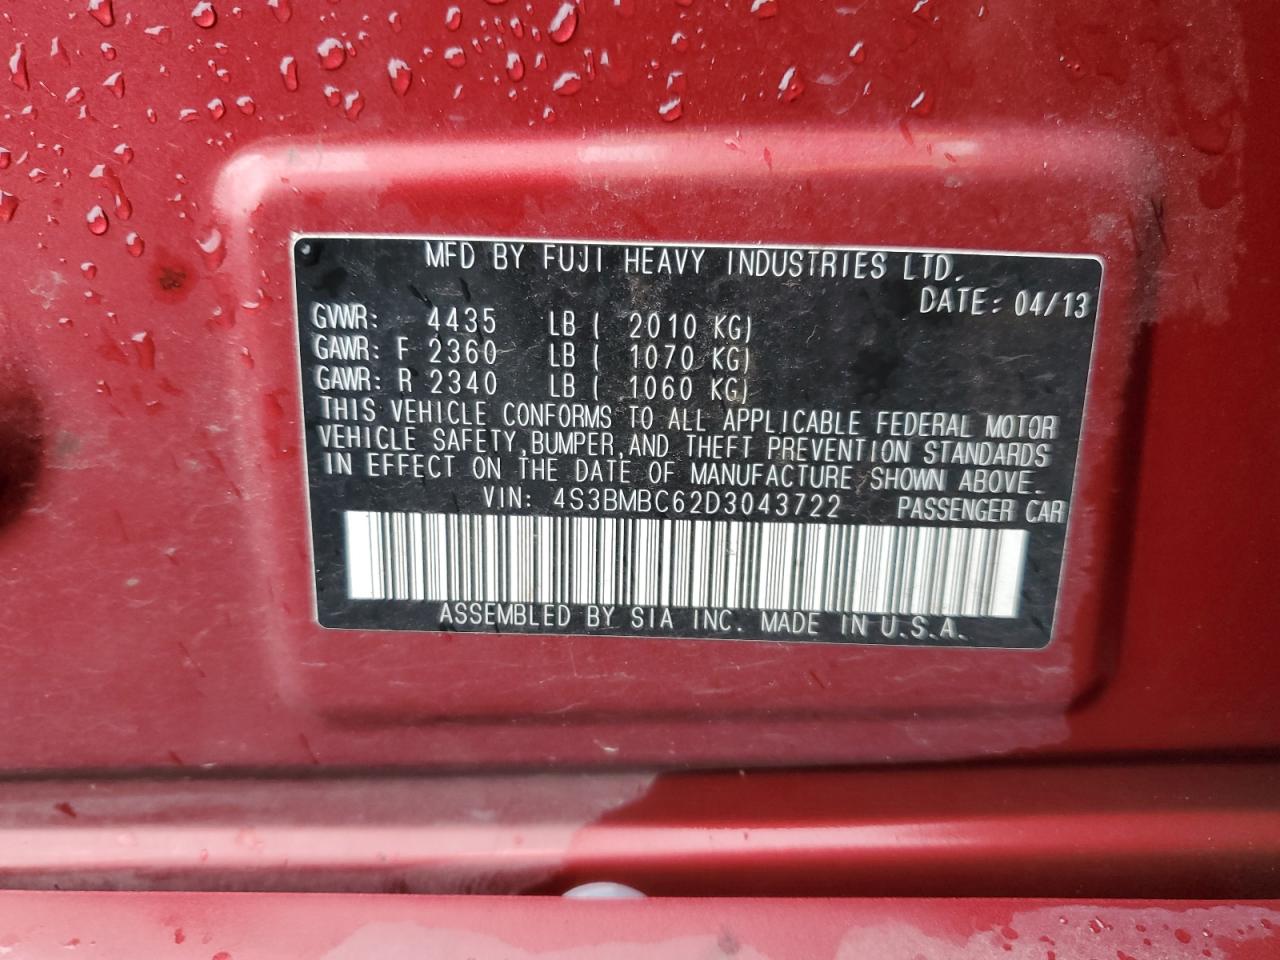 MFD BY FUJI HEAVY INDUSTRIES LTD.
DATE: 04/13
GVWR: 4435 LB ( 2010 KG)
GAWR: F 2360 LB ( 1070 KG)
GAWR: R 2340 LB ( 1060 KG)
THIS VEHICLE CONFORMS TO ALL APPLICABLE FEDERAL MOTOR
VEHICLE SAFETY, BUMPER, AND THEFT PREVENTION STANDARDS
IN EFFECT ON THE DATE OF MANUFACTURE SHOWN ABOVE.
VIN: 4S3BMBC62D3043722 PASSENGER CAR
ASSEMBLED BY SIA INC. MADE IN U.S.A.